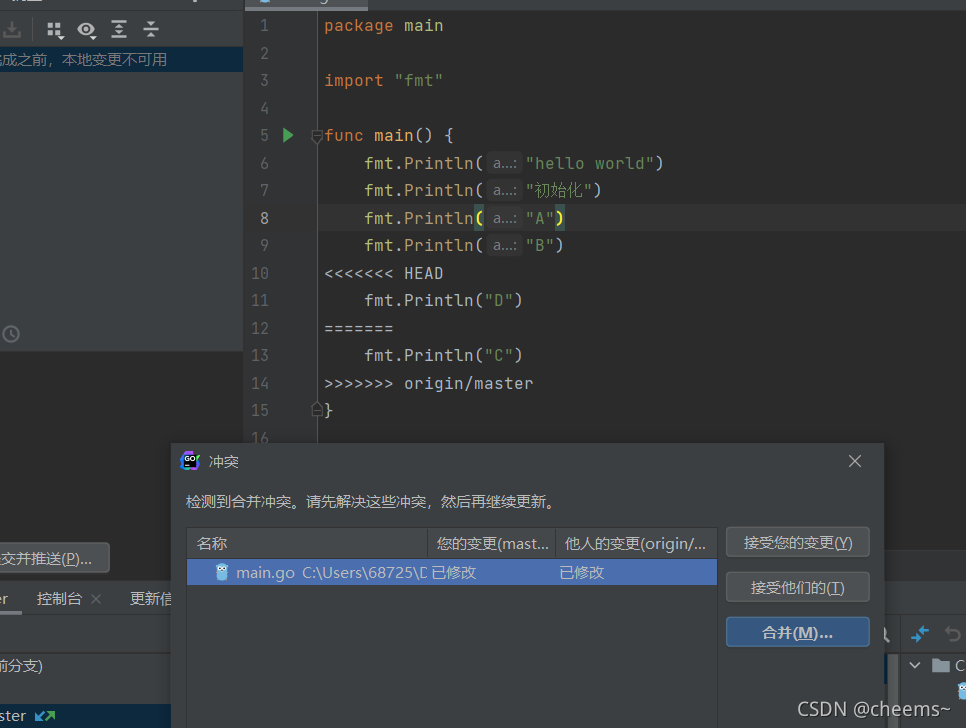 成之前，本地变更不可用
1 package main
2
3 import "fmt"
4
5 func main() {
6 fmt.Println( a...: "hello world")
7 fmt.Println( a...: "初始化")
8 fmt.Println( a...: "A")
9 fmt.Println( a...: "B")
10 <<<<<<< HEAD
11 fmt.Println("D")
12 =======
13 fmt.Println("C")
14 >>>>>>> origin/master
15 }
16
冲突
检测到合并冲突。请先解决这些冲突，然后再继续更新。
名称 您的变更(mast... 他人的变更(origin/...
main.go C:\Users\68725\D 已修改 已修改
接受您的变更(Y)
接受他们的(T)
合并(M)...
交并推送(P)...
er 控制台 更新信
前分支)
ster
C
CSDN @cheems~